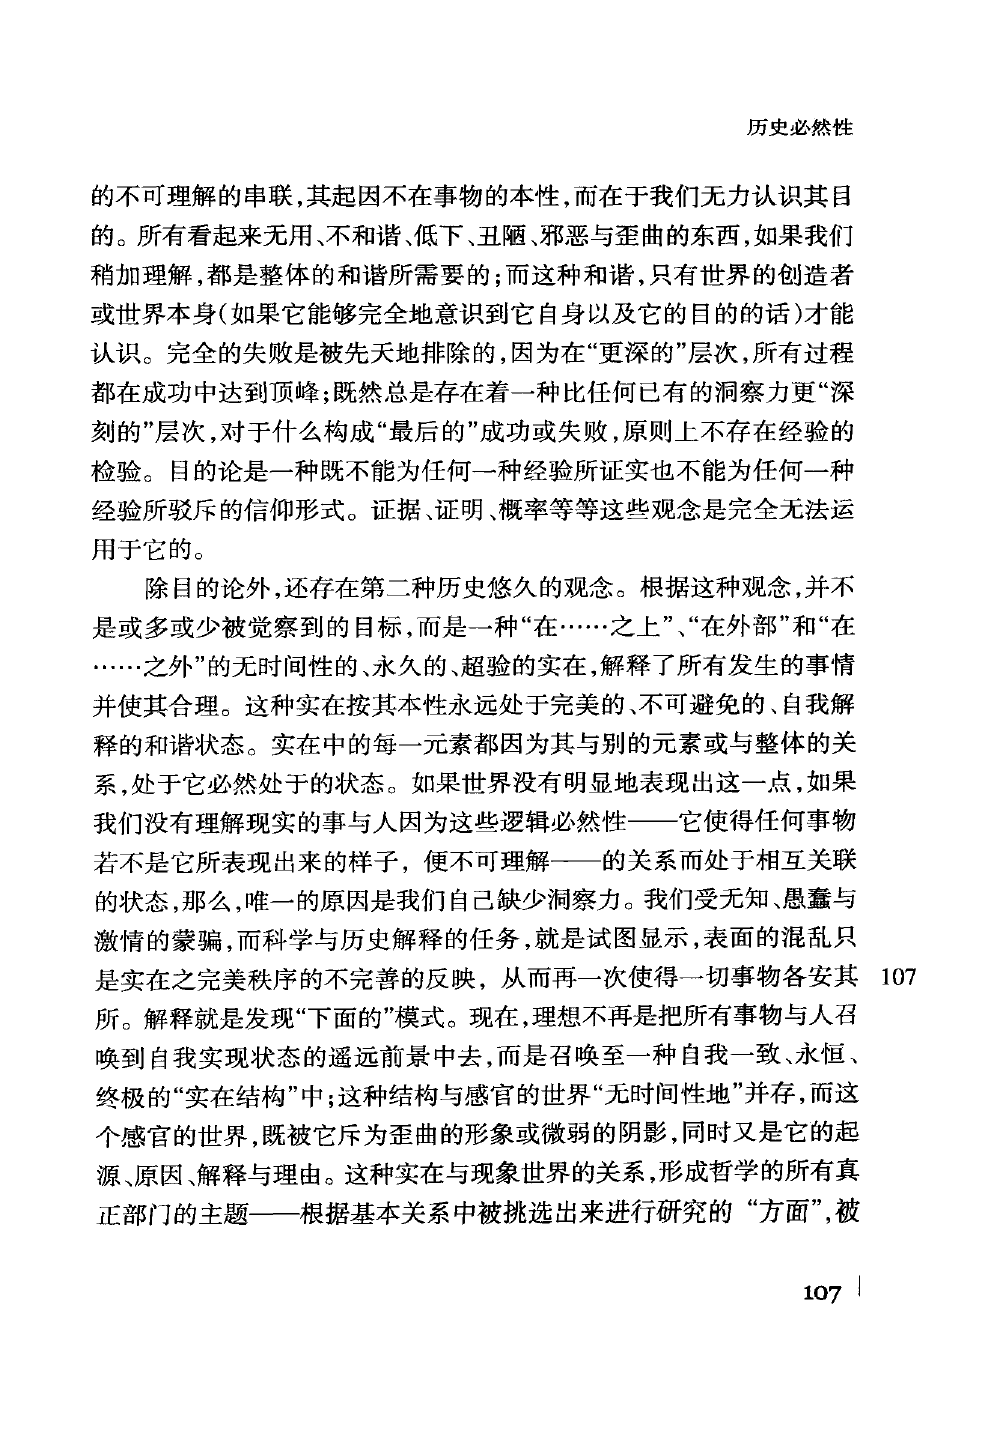 历史必然性
的不可理解的串联,其起因不在事物的本性,而在于我们无力认识其目
的。所有看起来无用、不和谐、低下、丑陋、邪恶与歪曲的东西,如果我们
稍加理解,都是整体的和谐所需要的;而这种和谐,只有世界的创造者
或世界本身(如果它能够完全地意识到它自身以及它的目的的话)才能
认识。完全的失败是被先天地排除的,因为在“更深的”层次,所有过程
都在成功中达到顶峰;既然总是存在着一种比任何已有的洞察力更“深
刻的”层次,对于什么构成“最后的”成功或失败,原则上不存在经验的
检验。目的论是一种既不能为任何一种经验所证实也不能为任何一种
经验所驳斥的信仰形式。证据、证明、概率等等这些观念是完全无法运
用于它的。
除目的论外,还存在第二种历史悠久的观念。根据这种观念,并不
是或多或少被觉察到的目标,而是一种“在……之上”、“在外部”和“在
……之外”的无时间性的、永久的、超验的实在,解释了所有发生的事情
并使其合理。这种实在按其本性永远处于完美的、不可避免的、自我解
释的和谐状态。实在中的每一元素都因为其与别的元素或与整体的关
系,处于它必然处于的状态。如果世界没有明显地表现出这一点,如果
我们没有理解现实的事与人因为这些逻辑必然性——它使得任何事物
若不是它所表现出来的样子,便不可理解——的关系而处于相互关联
的状态,那么,唯一的原因是我们自己缺少洞察力。我们受无知、愚蠢与
激情的蒙骗,而科学与历史解释的任务,就是试图显示,表面的混乱只
是实在之完美秩序的不完善的反映,从而再一次使得一切事物各安其 107
所。解释就是发现“下面的”模式。现在,理想不再是把所有事物与人召
唤到自我实现状态的遥远前景中去,而是召唤至一种自我一致、永恒、
终极的“实在结构”中;这种结构与感官的世界“无时间性地”并存,而这
个感官的世界,既被它斥为歪曲的形象或微弱的阴影,同时又是它的起
源、原因、解释与理由。这种实在与现象世界的关系,形成哲学的所有真
正部门的主题——根据基本关系中被挑选出来进行研究的“方面”,被
107